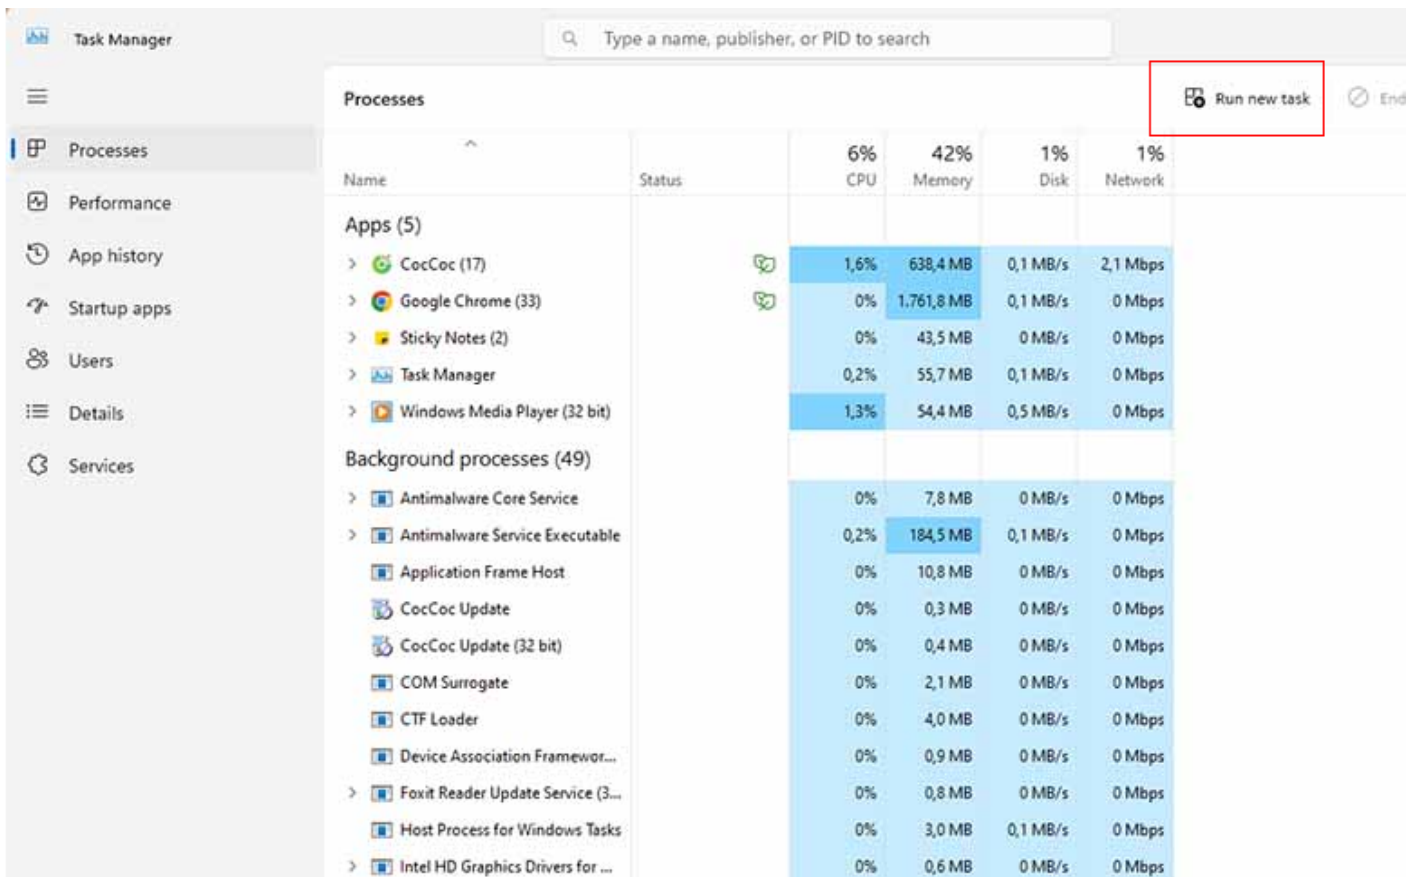 Task Manager
Type a name, publisher, or PID to search
Processes
Run new task
End
Processes
Performance
App history
Startup apps
Users
Details
Services
6% 42% 1% 1%
Name Status CPU Memory Disk Network
Apps (5)
CocCoc (17) 1,6% 638,4 MB 0,1 MB/s 2,1 Mbps
Google Chrome (33) 0% 1.761,8 MB 0,1 MB/s 0 Mbps
Sticky Notes (2) 0% 43,5 MB 0 MB/s 0 Mbps
Task Manager 0,2% 55,7 MB 0,1 MB/s 0 Mbps
Windows Media Player (32 bit) 1,3% 54,4 MB 0,5 MB/s 0 Mbps
Background processes (49)
Antimalware Core Service 0% 7,8 MB 0 MB/s 0 Mbps
Antimalware Service Executable 0,2% 184,5 MB 0,1 MB/s 0 Mbps
Application Frame Host 0% 10,8 MB 0 MB/s 0 Mbps
CocCoc Update 0% 0,3 MB 0 MB/s 0 Mbps
CocCoc Update (32 bit) 0% 0,4 MB 0 MB/s 0 Mbps
COM Surrogate 0% 2,1 MB 0 MB/s 0 Mbps
CTF Loader 0% 4,0 MB 0 MB/s 0 Mbps
Device Association Framewor... 0% 0,9 MB 0 MB/s 0 Mbps
Foxit Reader Update Service (3... 0% 0,8 MB 0 MB/s 0 Mbps
Host Process for Windows Tasks 0% 3,0 MB 0,1 MB/s 0 Mbps
Intel HD Graphics Drivers for ... 0% 0,6 MB 0 MB/s 0 Mbps